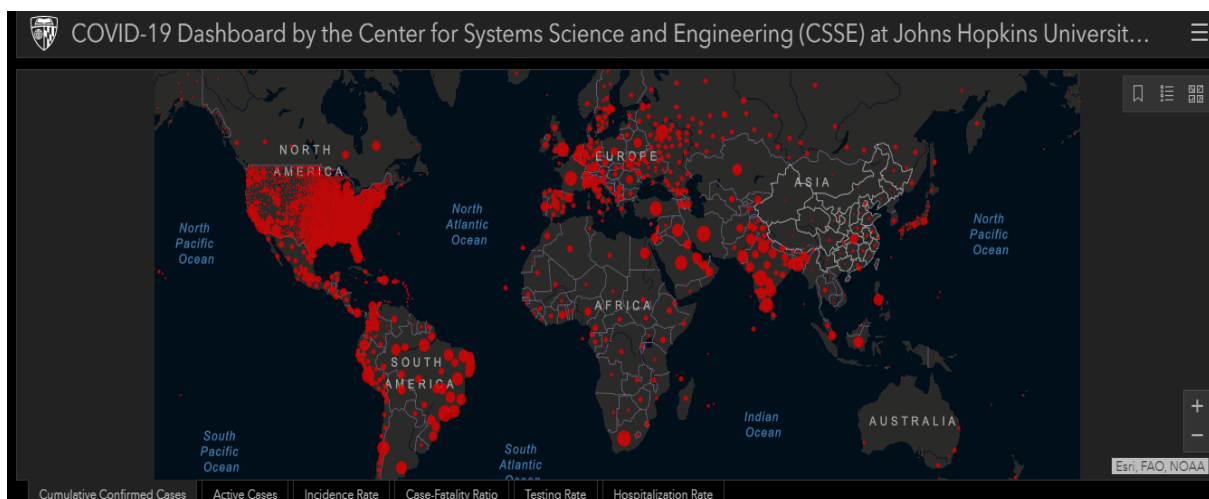 COVID-19 Dashboard by the Center for Systems Science and Engineering (CSSE) at Johns Hopkins Universit...
NORTH
AMERICA
EUROPE
ASIA
North
Pacific
Ocean
North
Atlantic
Ocean
North
Pacific
Ocean
AFRICA
SOUTH
AMERICA
Indian
Ocean
AUSTRALIA
South
Pacific
Ocean
South
Atlantic
Ocean
+
−
Esri, FAO, NOAA
Cumulative Confirmed Cases
Active Cases
Incidence Rate
Case-Fatality Ratio
Testing Rate
Hospitalization Rate